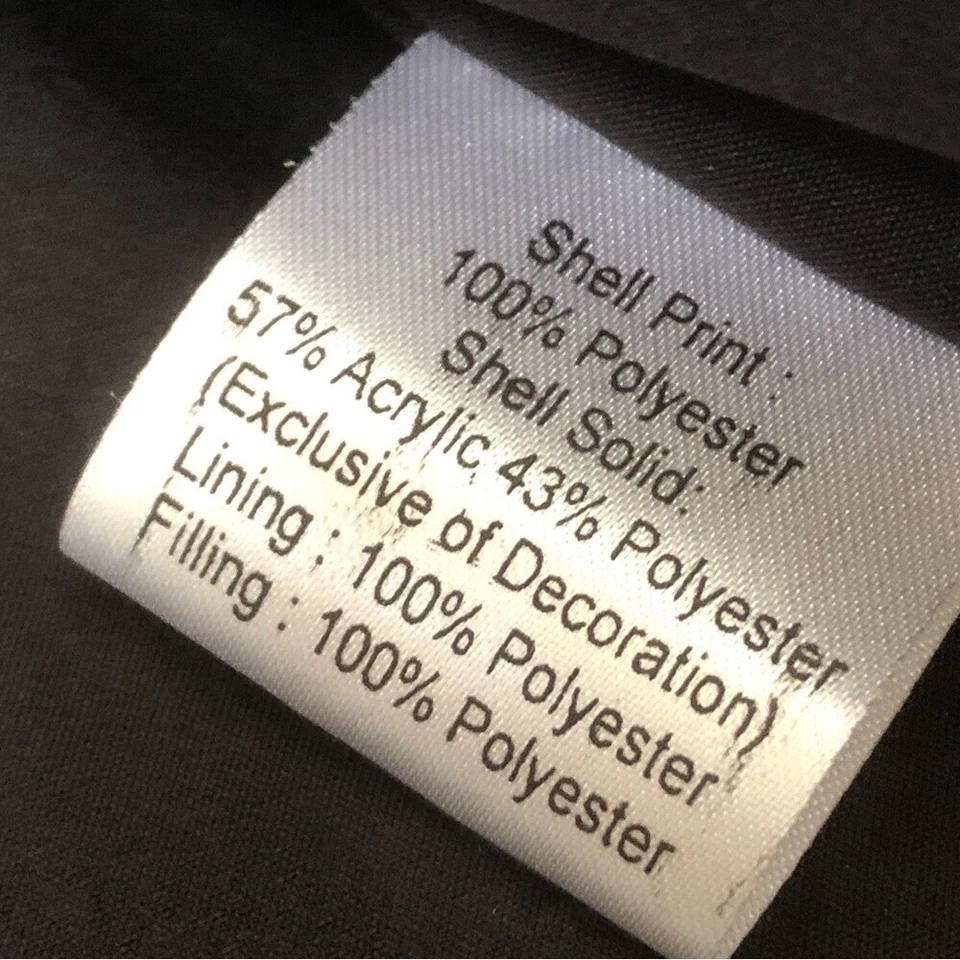 Shell Print :
100% Polyester
Shell Solid:
57% Acrylic 43% Polyester
(Exclusive of Decoration)
Lining : 100% Polyester
Filling : 100% Polyester